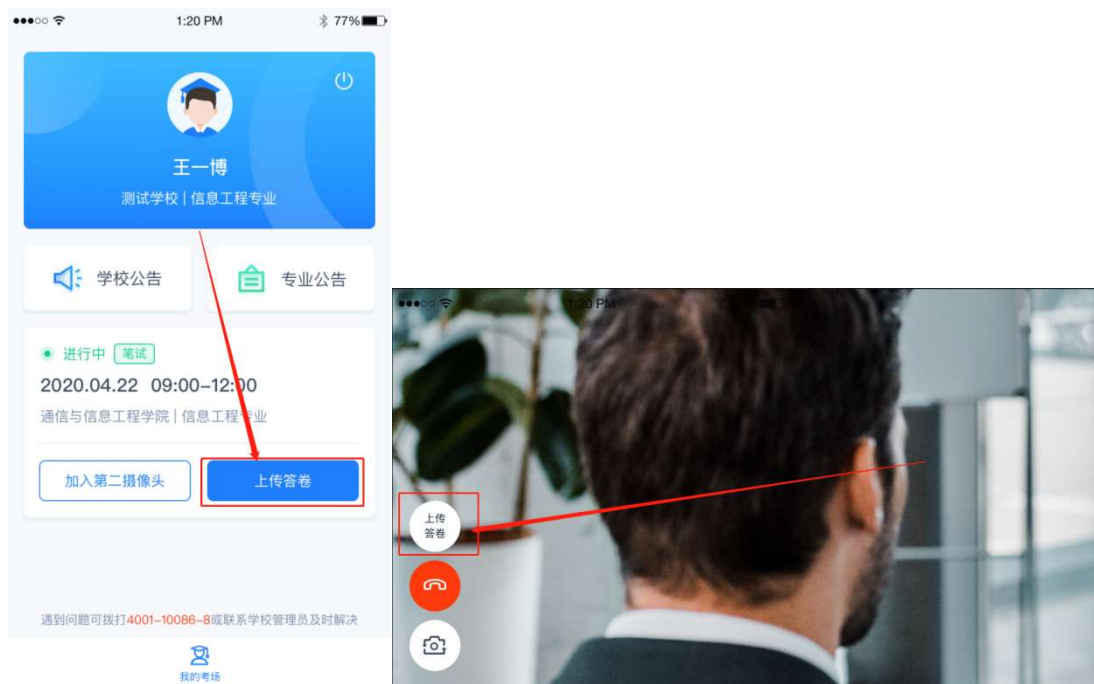 1:20 PM
77%
王一博
测试学校 | 信息工程专业
学校公告
专业公告
进行中 笔试
2020.04.22 09:00-12:00
通信与信息工程学院 | 信息工程专业
加入第二摄像头
上传答卷
遇到问题可拨打4001-10086-8或联系学校管理员及时解决
我的考场
1:20 PM
上传
答卷